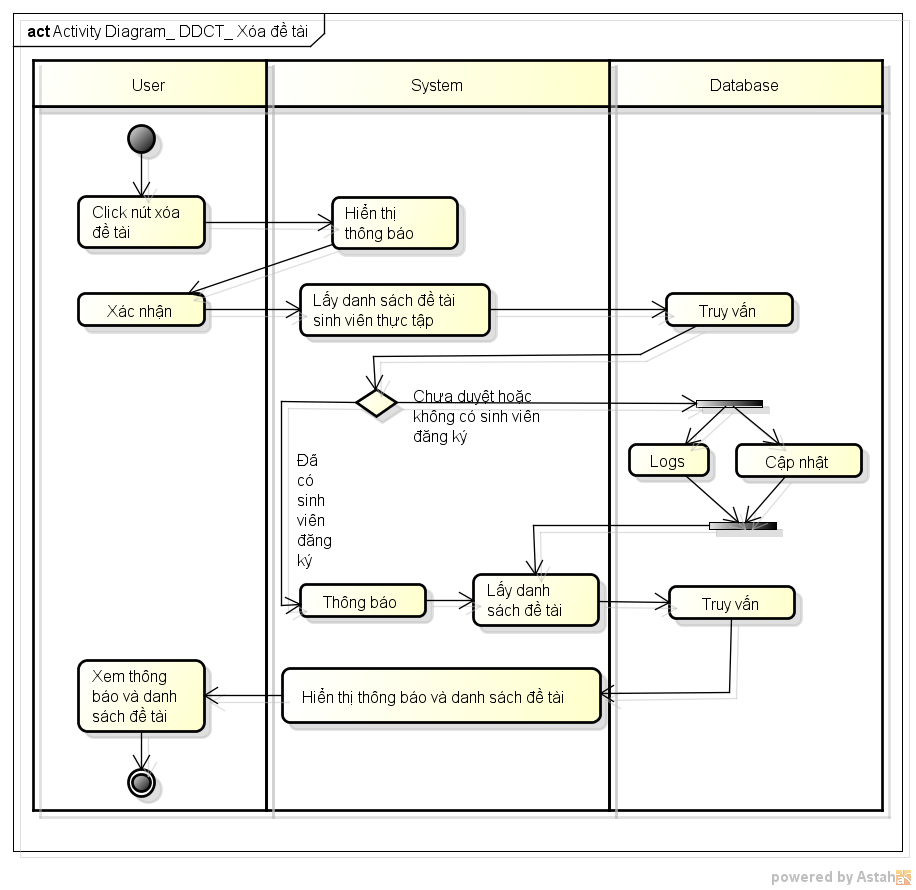 act Activity Diagram_ DDCT_ Xóa đề tài
User
System
Database
Click nút xóa
đề tài
Hiển thị
thông báo
Xác nhận
Lấy danh sách đề tài
sinh viên thực tập
Truy vấn
Chưa duyệt hoặc
không có sinh viên
đăng ký
Đã
có
sinh
viên
đăng
ký
Logs
Cập nhật
Thông báo
Lấy danh
sách đề tài
Truy vấn
Xem thông
báo và danh
sách đề tài
Hiển thị thông báo và danh sách đề tài
powered by Astah